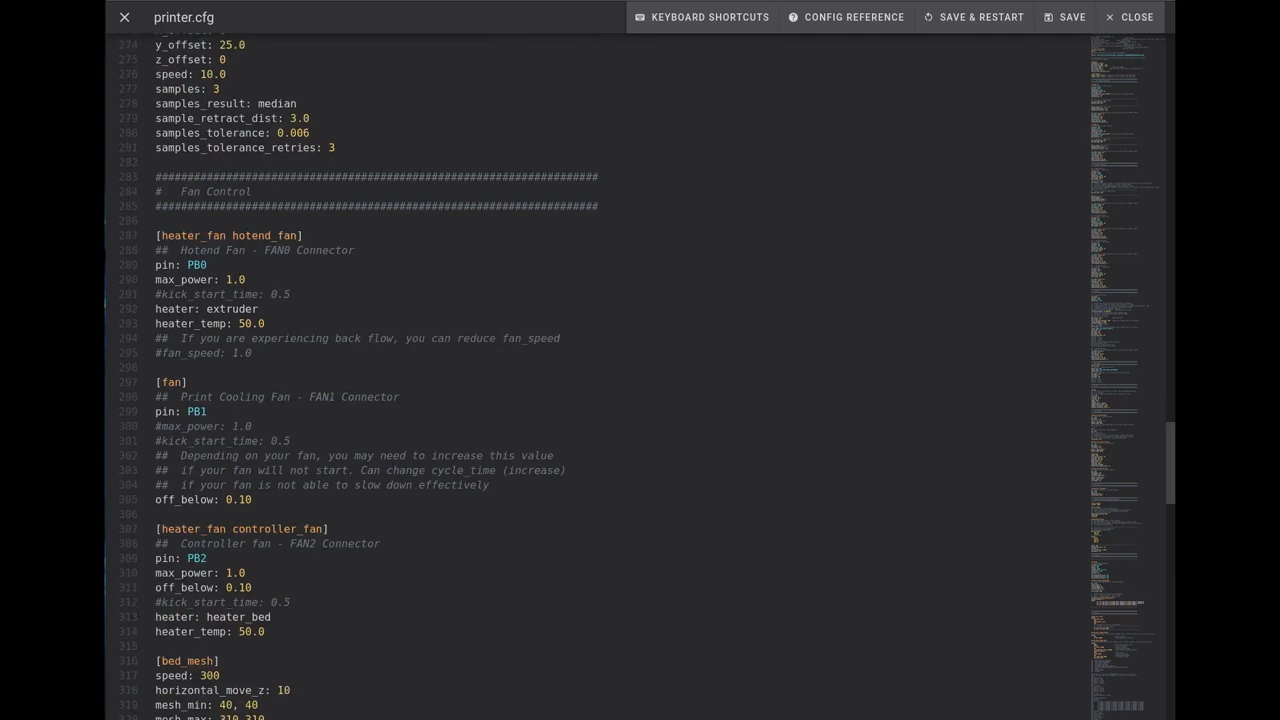 printer.cfg
KEYBOARD SHORTCUTS
CONFIG REFERENCE
SAVE & RESTART
SAVE
CLOSE
274 y_offset: 25.0
275 z_offset: 0
276 speed: 10.0
277 samples: 3
278 samples_result: median
279 sample_retract_dist: 3.0
280 samples_tolerance: 0.006
281 samples_tolerance_retries: 3
282
283 #####################################################################
284 #   Fan Control
285 #####################################################################
286
287 [heater_fan hotend_fan]
288 ##  Hotend Fan - FAN0 Connector
289 pin: PB0
290 max_power: 1.0
291 #kick_start_time: 0.5
292 heater: extruder
293 heater_temp: 50.0
294 ##  If you are experiencing back flow, you can reduce fan_speed
295 #fan_speed: 1.0
296
297 [fan]
298 ##  Print Cooling Fan - FAN1 Connector
299 pin: PB1
300 #max_power: 1.0
301 #kick_start_time: 0.5
302 ##  Depending on your fan, you may need to increase this value
303 ##  if your fan will not start. Can change cycle_time (increase)
304 ##  if your fan is not able to slow down effectively
305 off_below: 0.10
306
307 [heater_fan controller_fan]
308 ##  Controller fan - FAN2 Connector
309 pin: PB2
310 max_power: 1.0
311 off_below: 0.10
312 #kick_start_time: 0.5
313 heater: heater_bed
314 heater_temp: 50.0
315
316 [bed_mesh]
317 speed: 300
318 horizontal_move_z: 10
319 mesh_min: 40, 40
320 mesh_max: 310,310